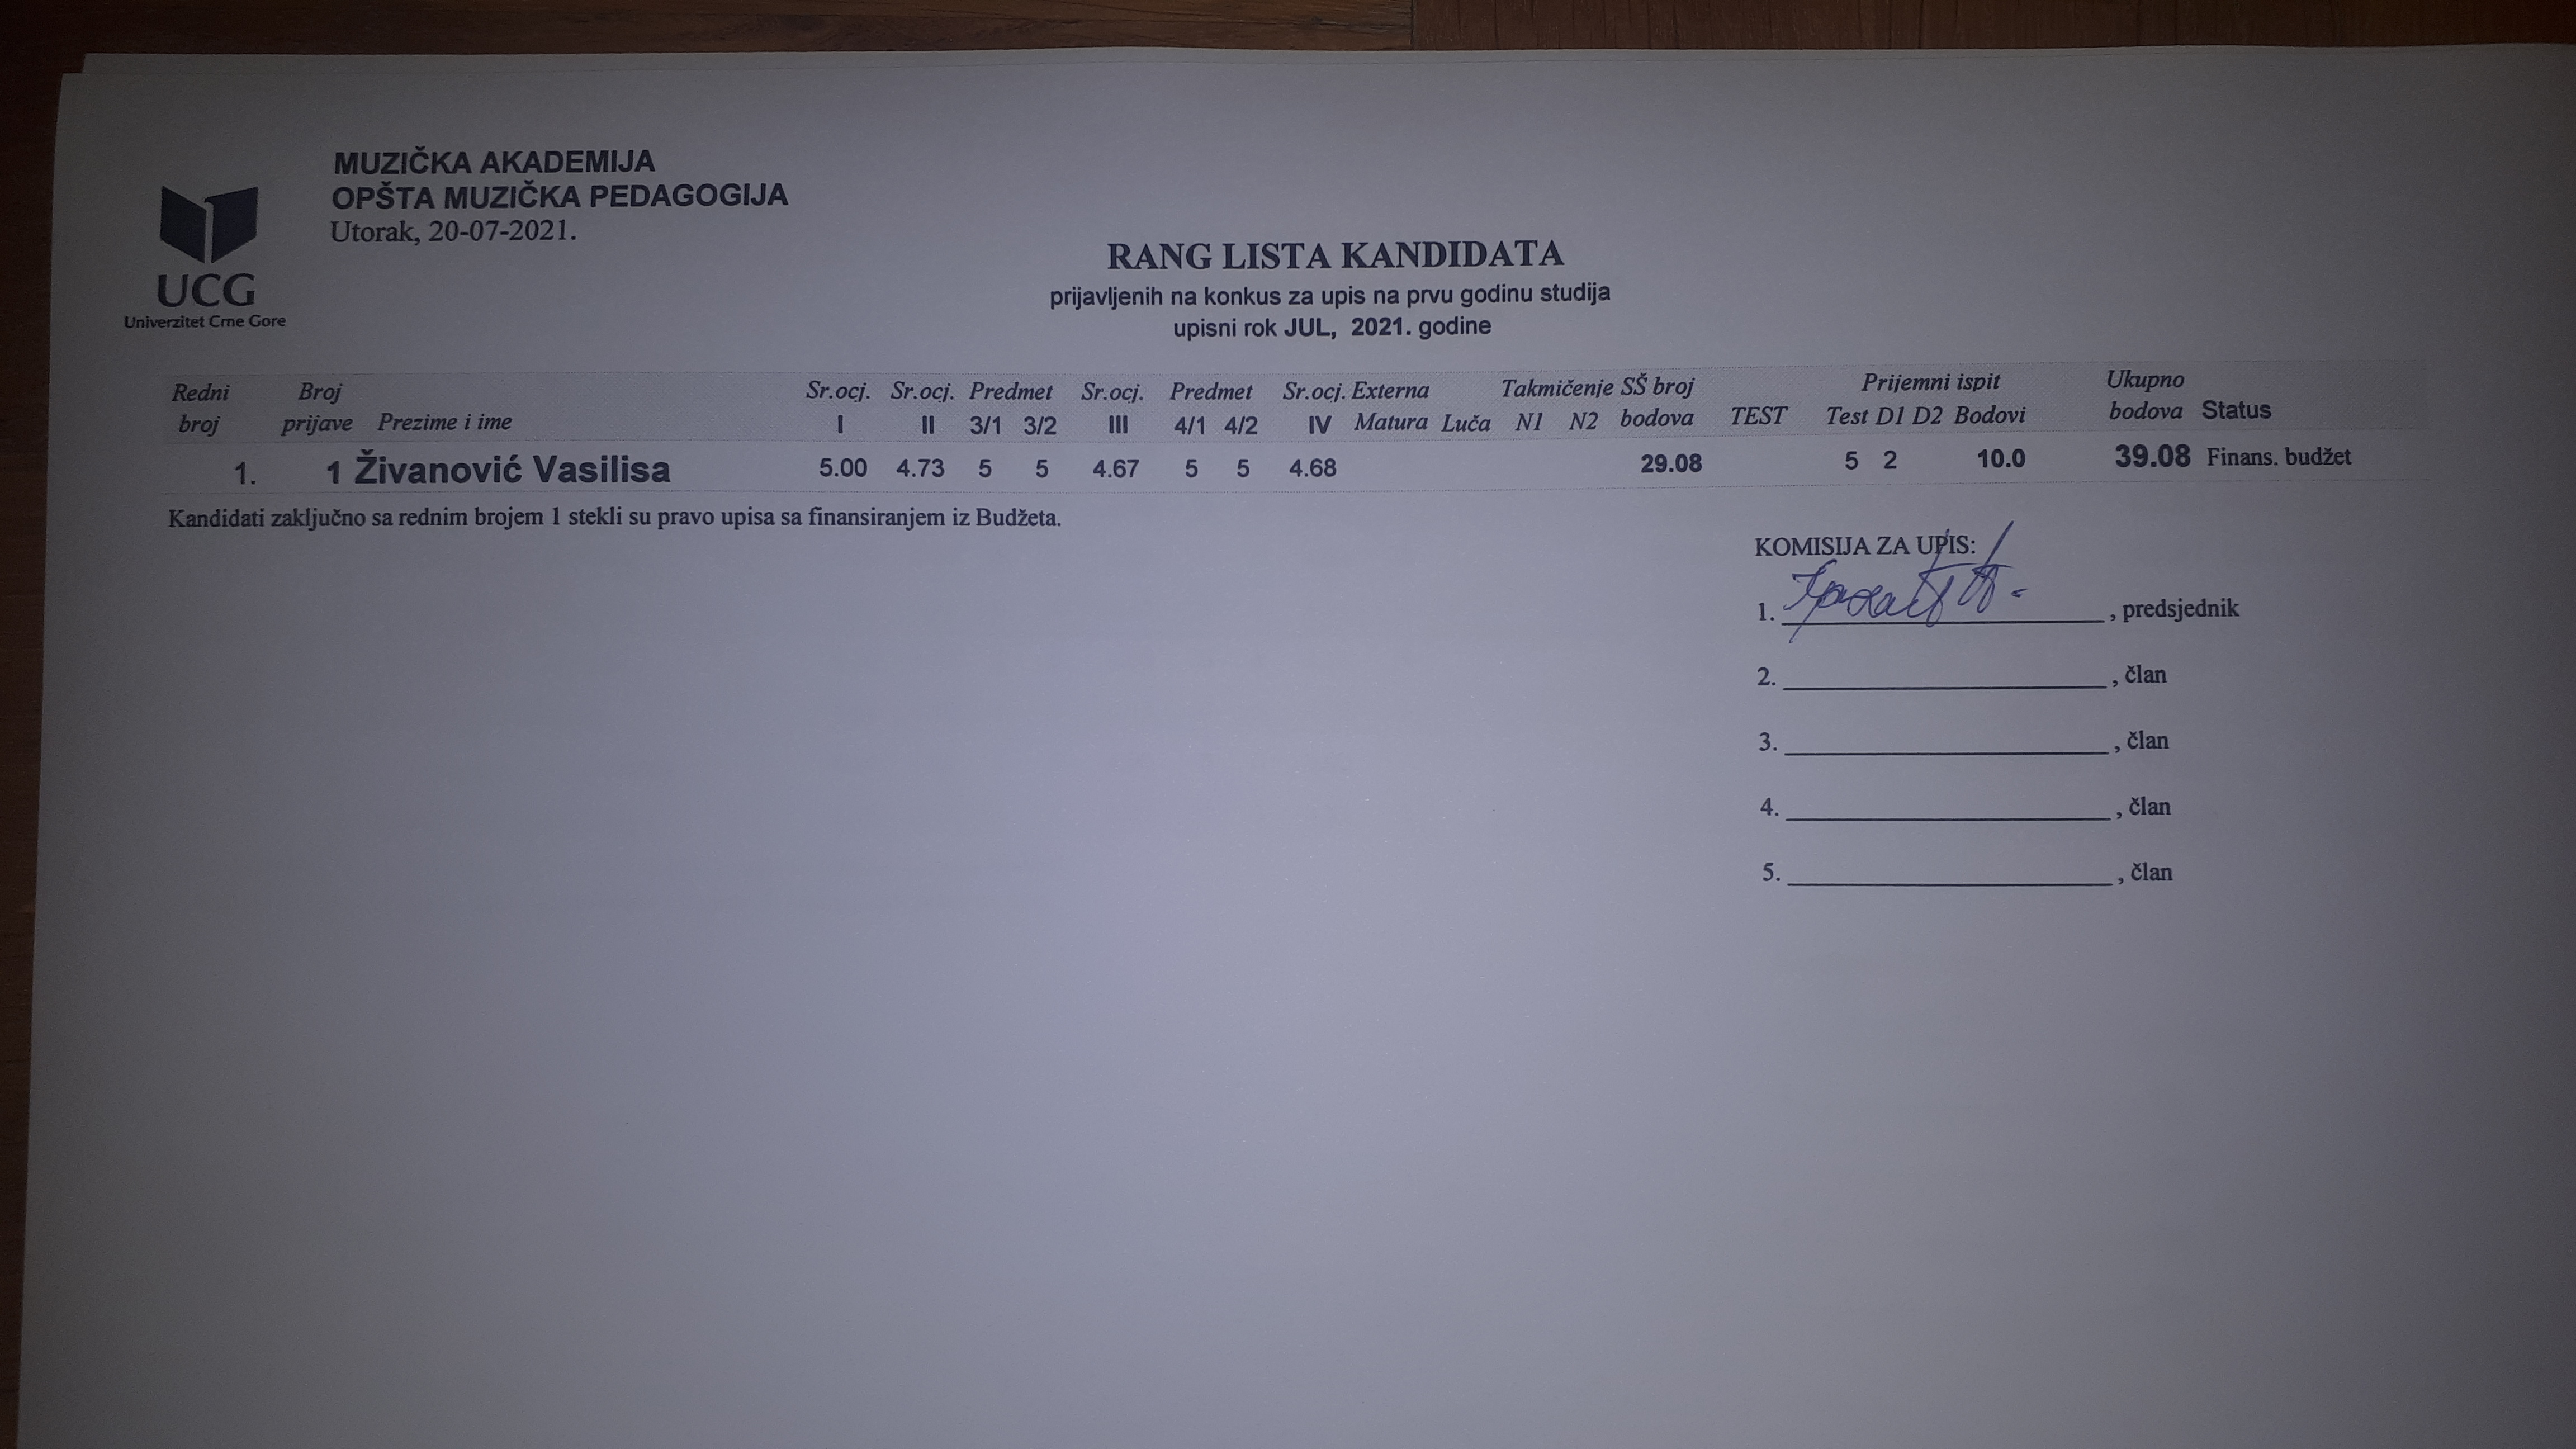 MUZIČKA AKADEMIJA
OPŠTA MUZIČKA PEDAGOGIJA
Utorak, 20-07-2021.
UCG
Univerzitet Crne Gore
RANG LISTA KANDIDATA
prijavljenih na konkus za upis na prvu godinu studija
upisni rok JUL, 2021. godine
Redni Broj Sr.ocj. Sr.ocj. Predmet Sr.ocj. Predmet Sr.ocj. Externa Takmičenje SŠ broj Prijemni ispit Ukupno
broj prijave Prezime i ime I II 3/1 3/2 III 4/1 4/2 IV Matura Luča N1 N2 bodova TEST Test D1 D2 Bodovi bodova Status
1. 1 Živanović Vasilisa 5.00 4.73 5 5 4.67 5 5 4.68 29.08 5 2 10.0 39.08 Finans. budžet
Kandidati zaključno sa rednim brojem 1 stekli su pravo upisa sa finansiranjem iz Budžeta.
KOMISIJA ZA UPIS:
1. , predsjednik
2. , član
3. , član
4. , član
5. , član